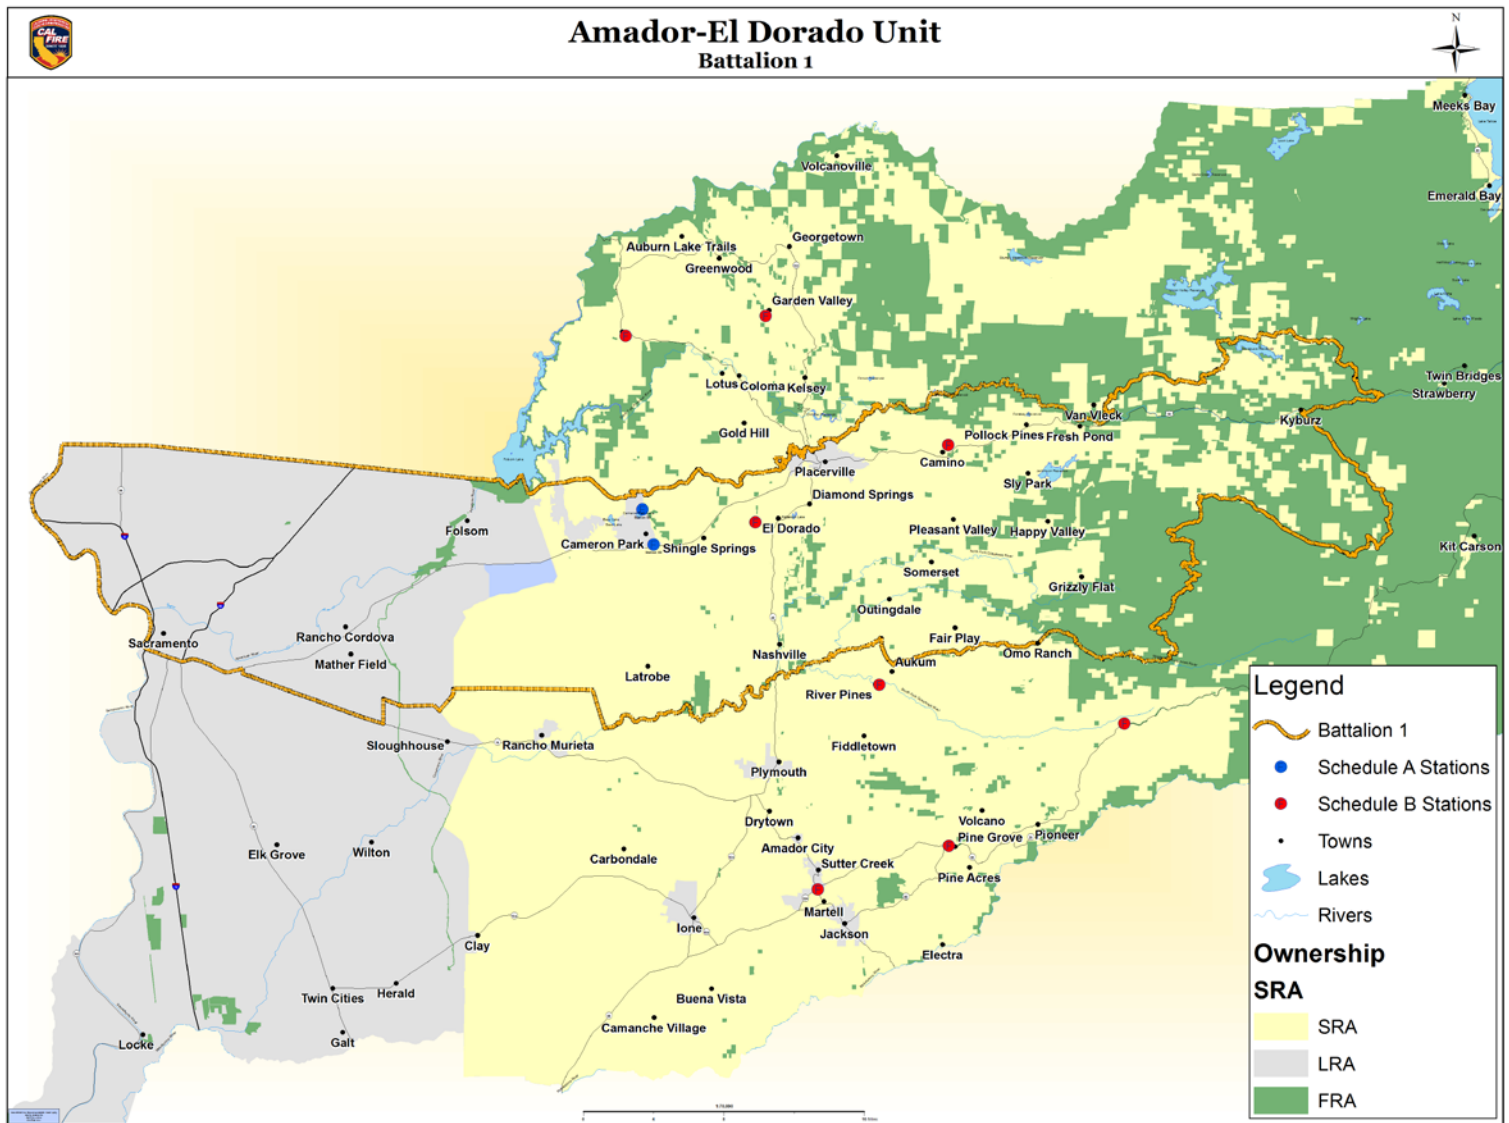 Amador-El Dorado Unit
Battalion 1
CAL
FIRE
N
Meeks Bay
Volcanoville
Emerald Bay
Georgetown
Auburn Lake Trails
Greenwood
Garden Valley
Lotus
Coloma
Kelsey
Twin Bridges
Strawberry
Van Vleck
Kyburz
Gold Hill
Pollock Pines
Fresh Pond
Camino
Placerville
Sly Park
Diamond Springs
Folsom
El Dorado
Pleasant Valley
Happy Valley
Cameron Park
Shingle Springs
Kit Carson
Somerset
Grizzly Flat
Outingdale
Sacramento
Rancho Cordova
Fair Play
Mather Field
Nashville
Omo Ranch
Aukum
Latrobe
River Pines
Sloughhouse
Rancho Murieta
Fiddletown
Plymouth
Drytown
Volcano
Pine Grove
Pioneer
Amador City
Elk Grove
Wilton
Carbondale
Sutter Creek
Pine Acres
Martell
Ione
Jackson
Clay
Electra
Twin Cities
Herald
Buena Vista
Camanche Village
Locke
Galt
Legend
Battalion 1
Schedule A Stations
Schedule B Stations
Towns
Lakes
Rivers
Ownership
SRA
SRA
LRA
FRA